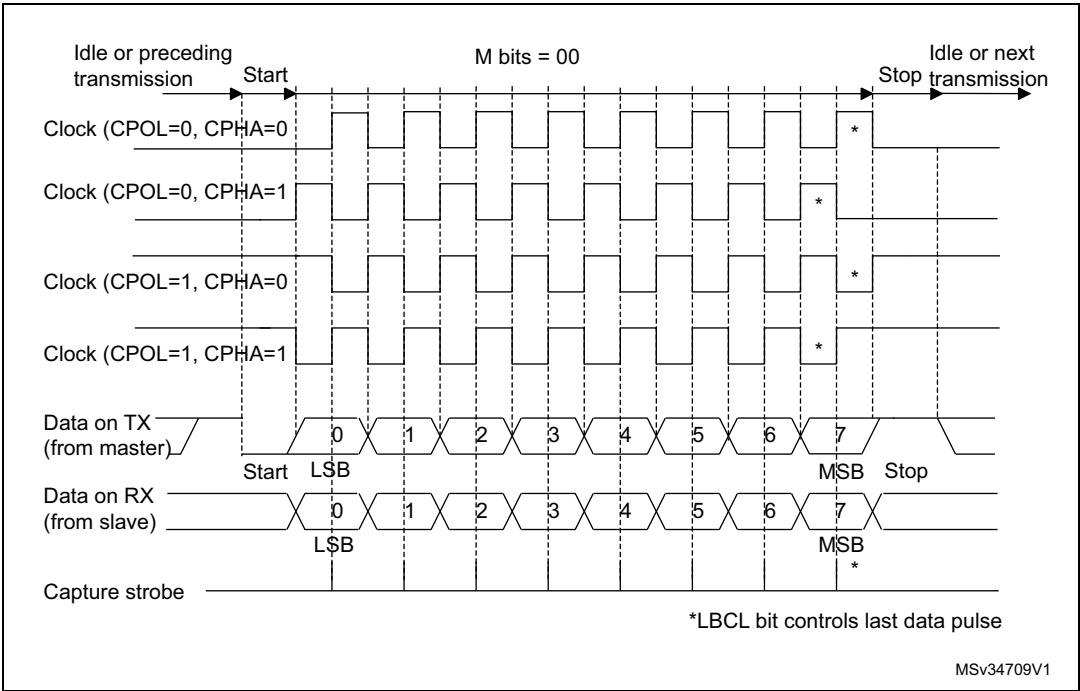 Idle or preceding
transmission
Start
M bits = 00
Stop
Idle or next
transmission
Clock (CPOL=0, CPHA=0
*
Clock (CPOL=0, CPHA=1
*
Clock (CPOL=1, CPHA=0
*
Clock (CPOL=1, CPHA=1
*
Data on TX
(from master)
0 1 2 3 4 5 6 7
Start LSB MSB Stop
Data on RX
(from slave)
0 1 2 3 4 5 6 7
LSB MSB
*
Capture strobe
*LBCL bit controls last data pulse
MSv34709V1